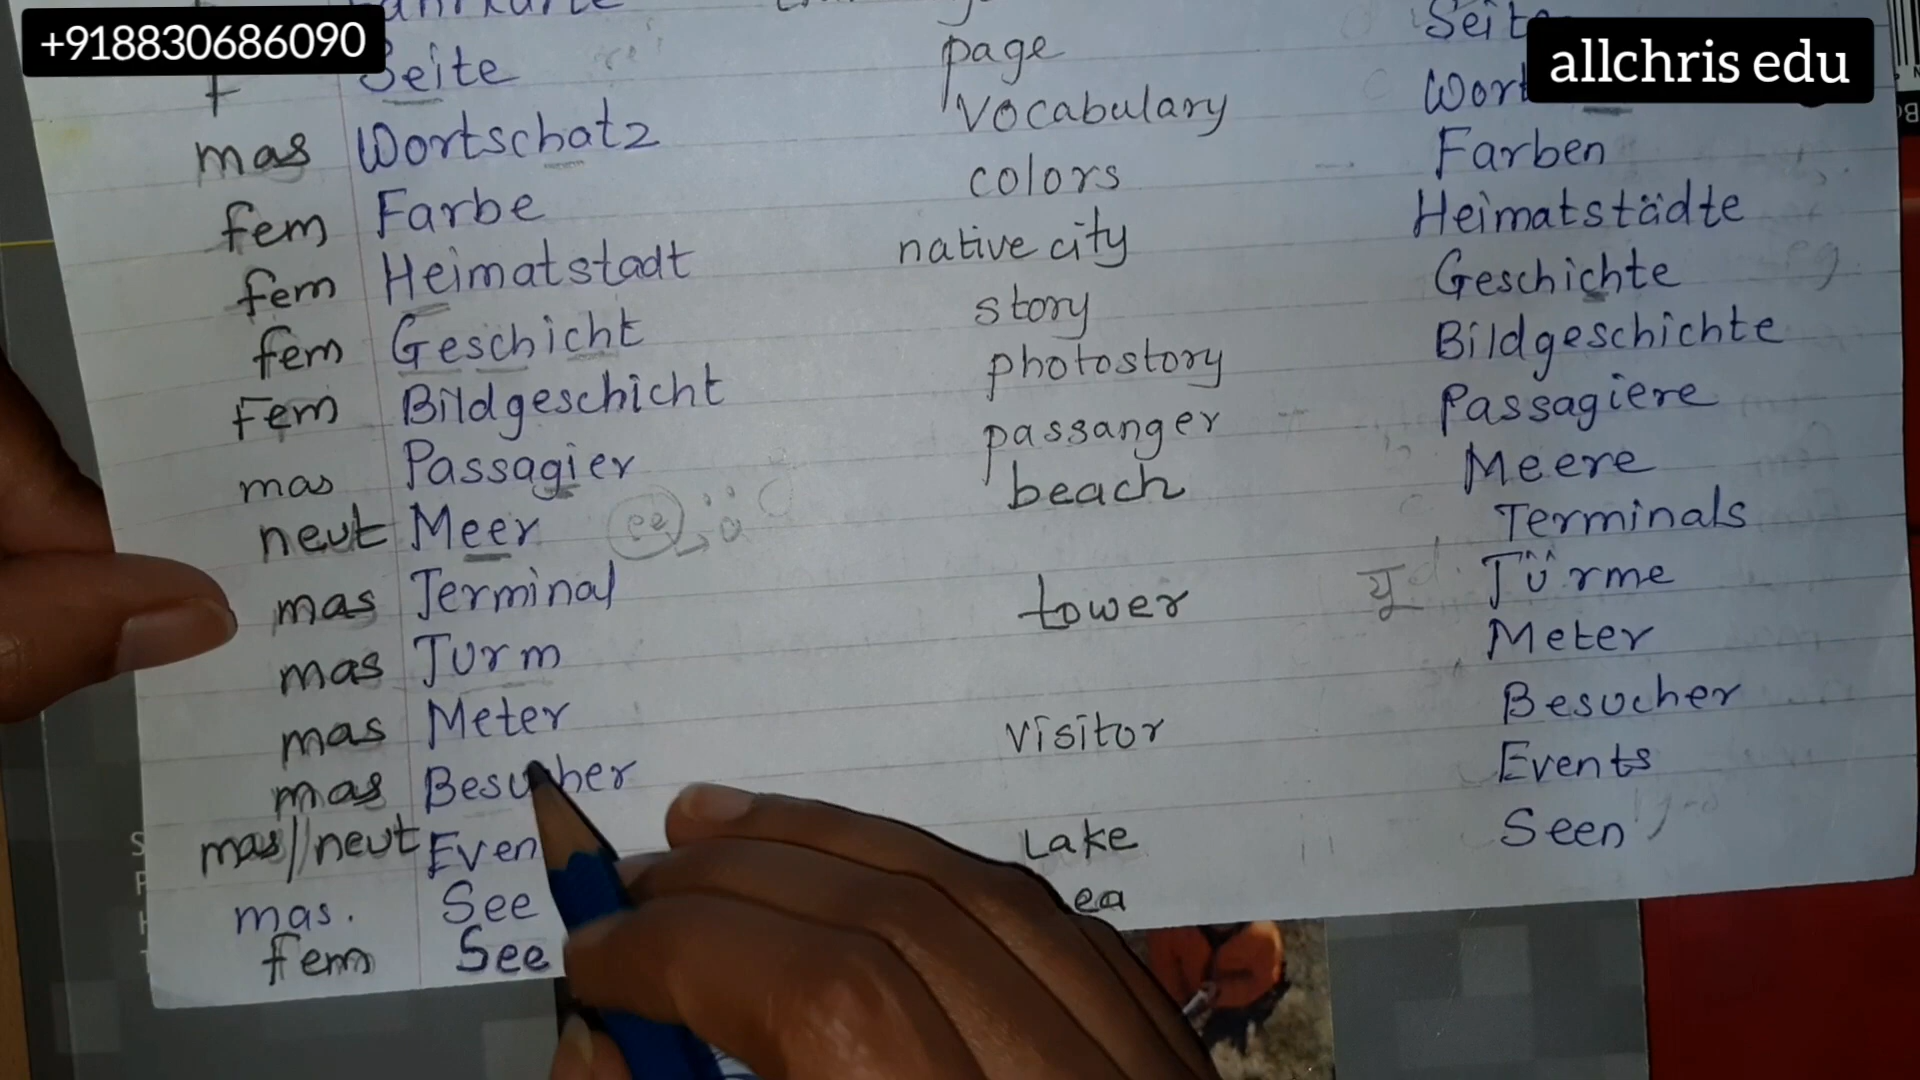 +918830686090
allchris edu
f Seite page Seite
mas Wortschatz vocabulary Wort
fem Farbe colors Farben
fem Heimatstadt native city Heimatstädte
fem Geschicht story Geschichte
Fem Bildgeschicht photostory Bildgeschichte
mas Passagier passanger Passagiere
neut Meer beach Meere
mas Terminal Terminals
mas Turm tower यू Türme
mas Meter Meter
mas Besucher visitor Besucher
mas//neut Even Events
mas. See Lake Seen
fem See ea